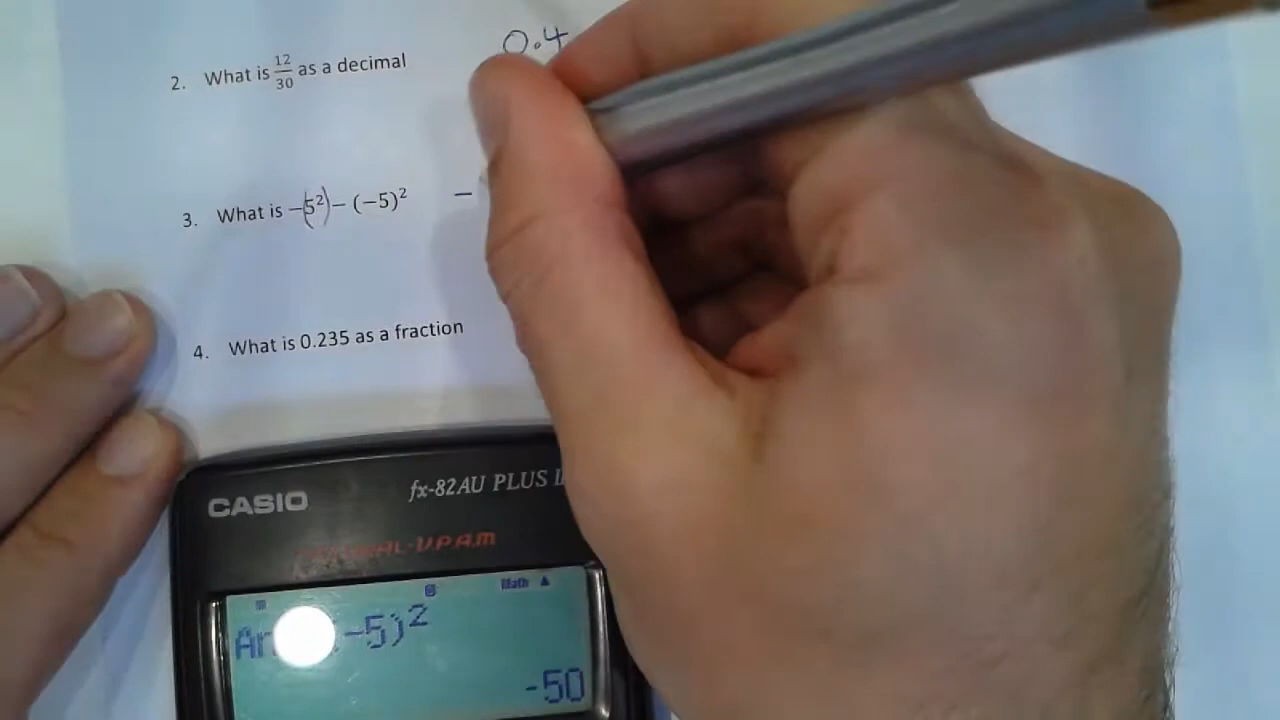 0.4
2. What is 12/30 as a decimal
3. What is −(5²)− (−5)² −
4. What is 0.235 as a fraction
CASIO fx-82AU PLUS
NATURAL-V.P.A.M.
Math ▲
(-5)²
-50